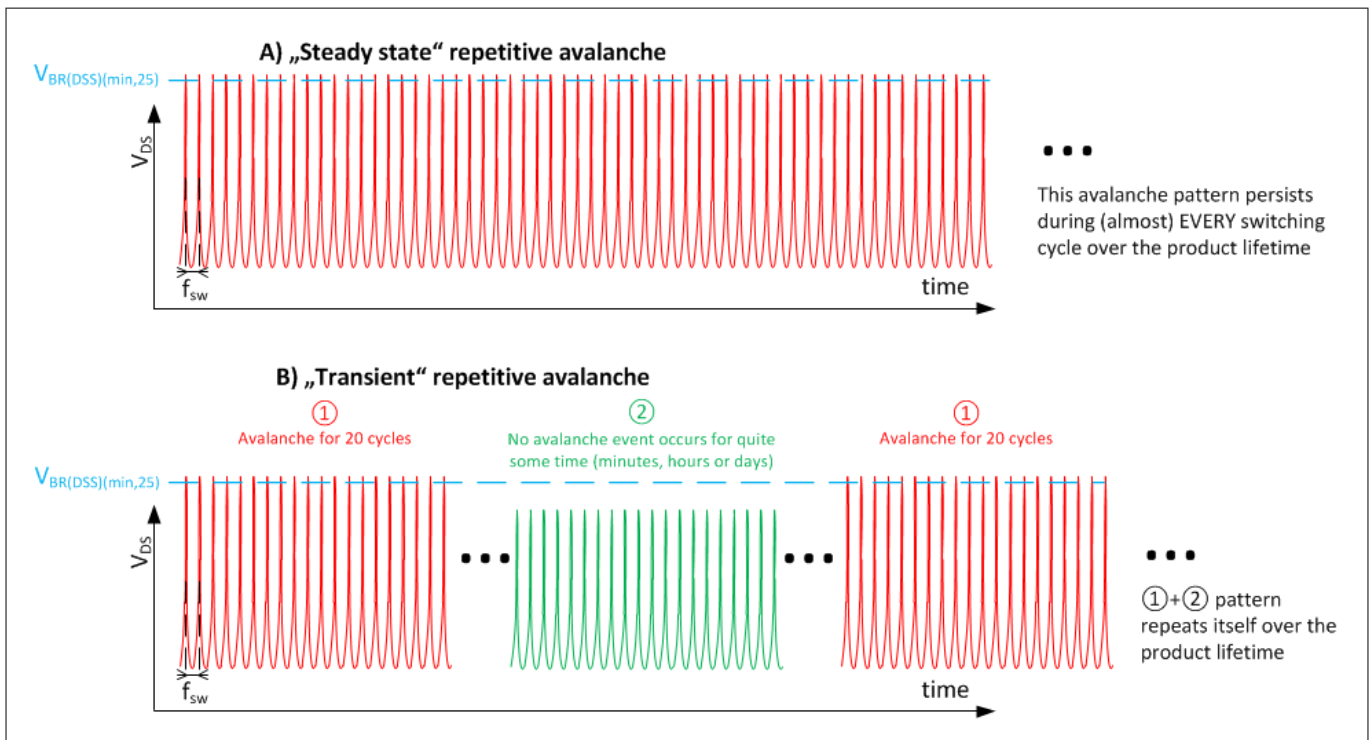 A) „Steady state“ repetitive avalanche
VBR(DSS)(min,25)
VDS
fsw
time
...
This avalanche pattern persists
during (almost) EVERY switching
cycle over the product lifetime
B) „Transient“ repetitive avalanche
①
Avalanche for 20 cycles
②
No avalanche event occurs for quite
some time (minutes, hours or days)
①
Avalanche for 20 cycles
VBR(DSS)(min,25)
VDS
...
...
fsw
time
...
①+② pattern
repeats itself over the
product lifetime